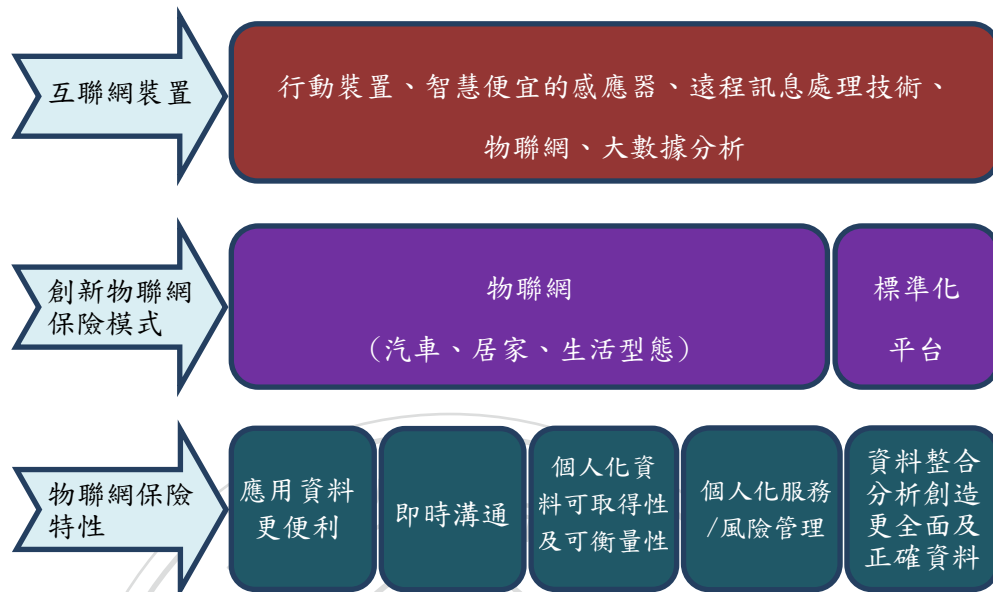 互聯網裝置
行動裝置、智慧便宜的感應器、遠程訊息處理技術、
物聯網、大數據分析
創新物聯網
保險模式
物聯網
（汽車、居家、生活型態）
標準化
平台
物聯網保險
特性
應用資料
更便利
即時溝通
個人化資
料可取得性
及可衡量性
個人化服務
/風險管理
資料整合
分析創造
更全面及
正確資料